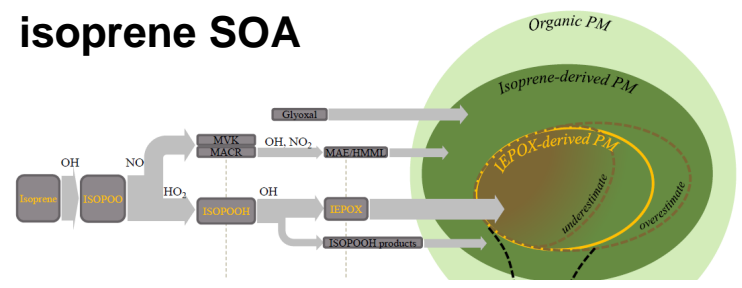 isoprene SOA
Organic PM
Isoprene-derived PM
Glyoxal
MVK
MACR
OH, NO2
MAE/HMML
IEPOX-derived PM
OH
NO
Isoprene
ISOPOO
HO2
ISOPOOH
OH
IEPOX
ISOPOOH products
underestimate
overestimate